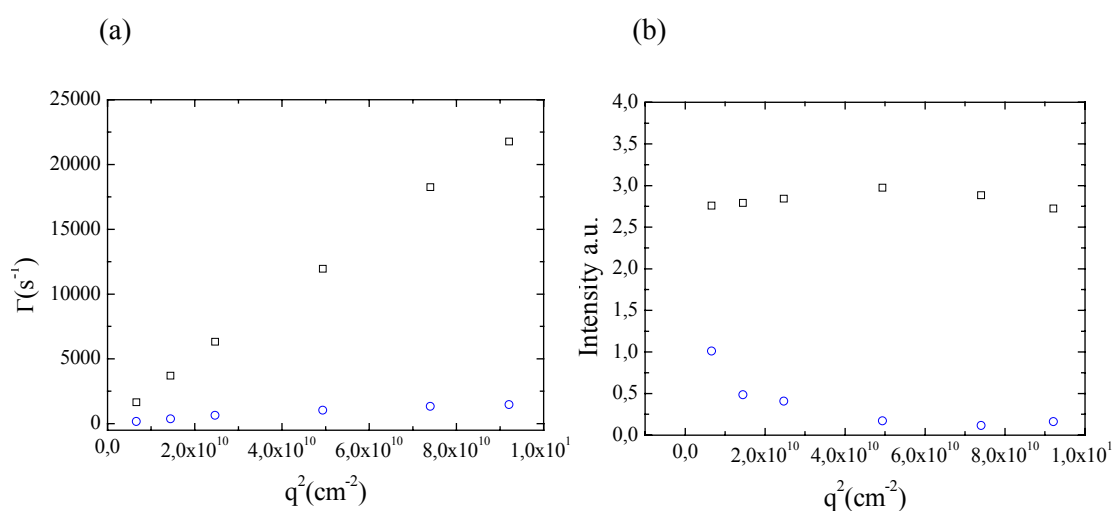 (a)
(b)
25000
20000
15000
10000
5000
0
Γ(s⁻¹)
0,0 2,0x10¹⁰ 4,0x10¹⁰ 6,0x10¹⁰ 8,0x10¹⁰ 1,0x10¹
q²(cm⁻²)
4,0
3,5
3,0
2,5
2,0
1,5
1,0
0,5
0,0
Intensity a.u.
0,0 2,0x10¹⁰ 4,0x10¹⁰ 6,0x10¹⁰ 8,0x10¹⁰ 1,0x10¹
q²(cm⁻²)